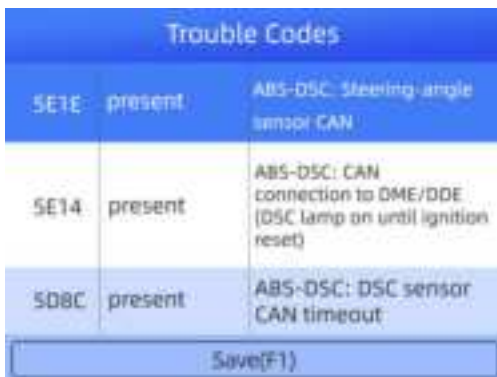 Trouble Codes
5E1E present ABS-DSC: Steering-angle
sensor CAN
5E14 present ABS-DSC: CAN
connection to DME/DDE
(DSC lamp on until ignition
reset)
5D8C present ABS-DSC: DSC sensor
CAN timeout
Save(F1)